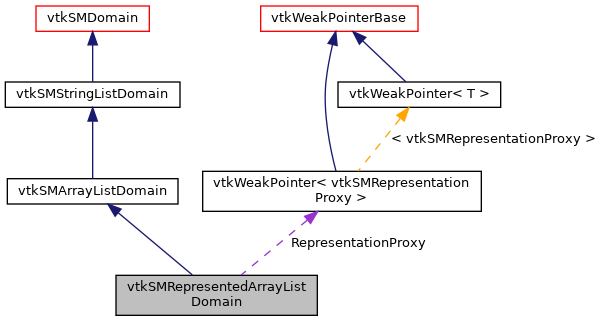 vtkSMDomain
vtkWeakPointerBase
vtkSMStringListDomain
vtkWeakPointer< T >
< vtkSMRepresentationProxy >
vtkSMArrayListDomain
vtkWeakPointer< vtkSMRepresentation
Proxy >
RepresentationProxy
vtkSMRepresentedArrayList
Domain